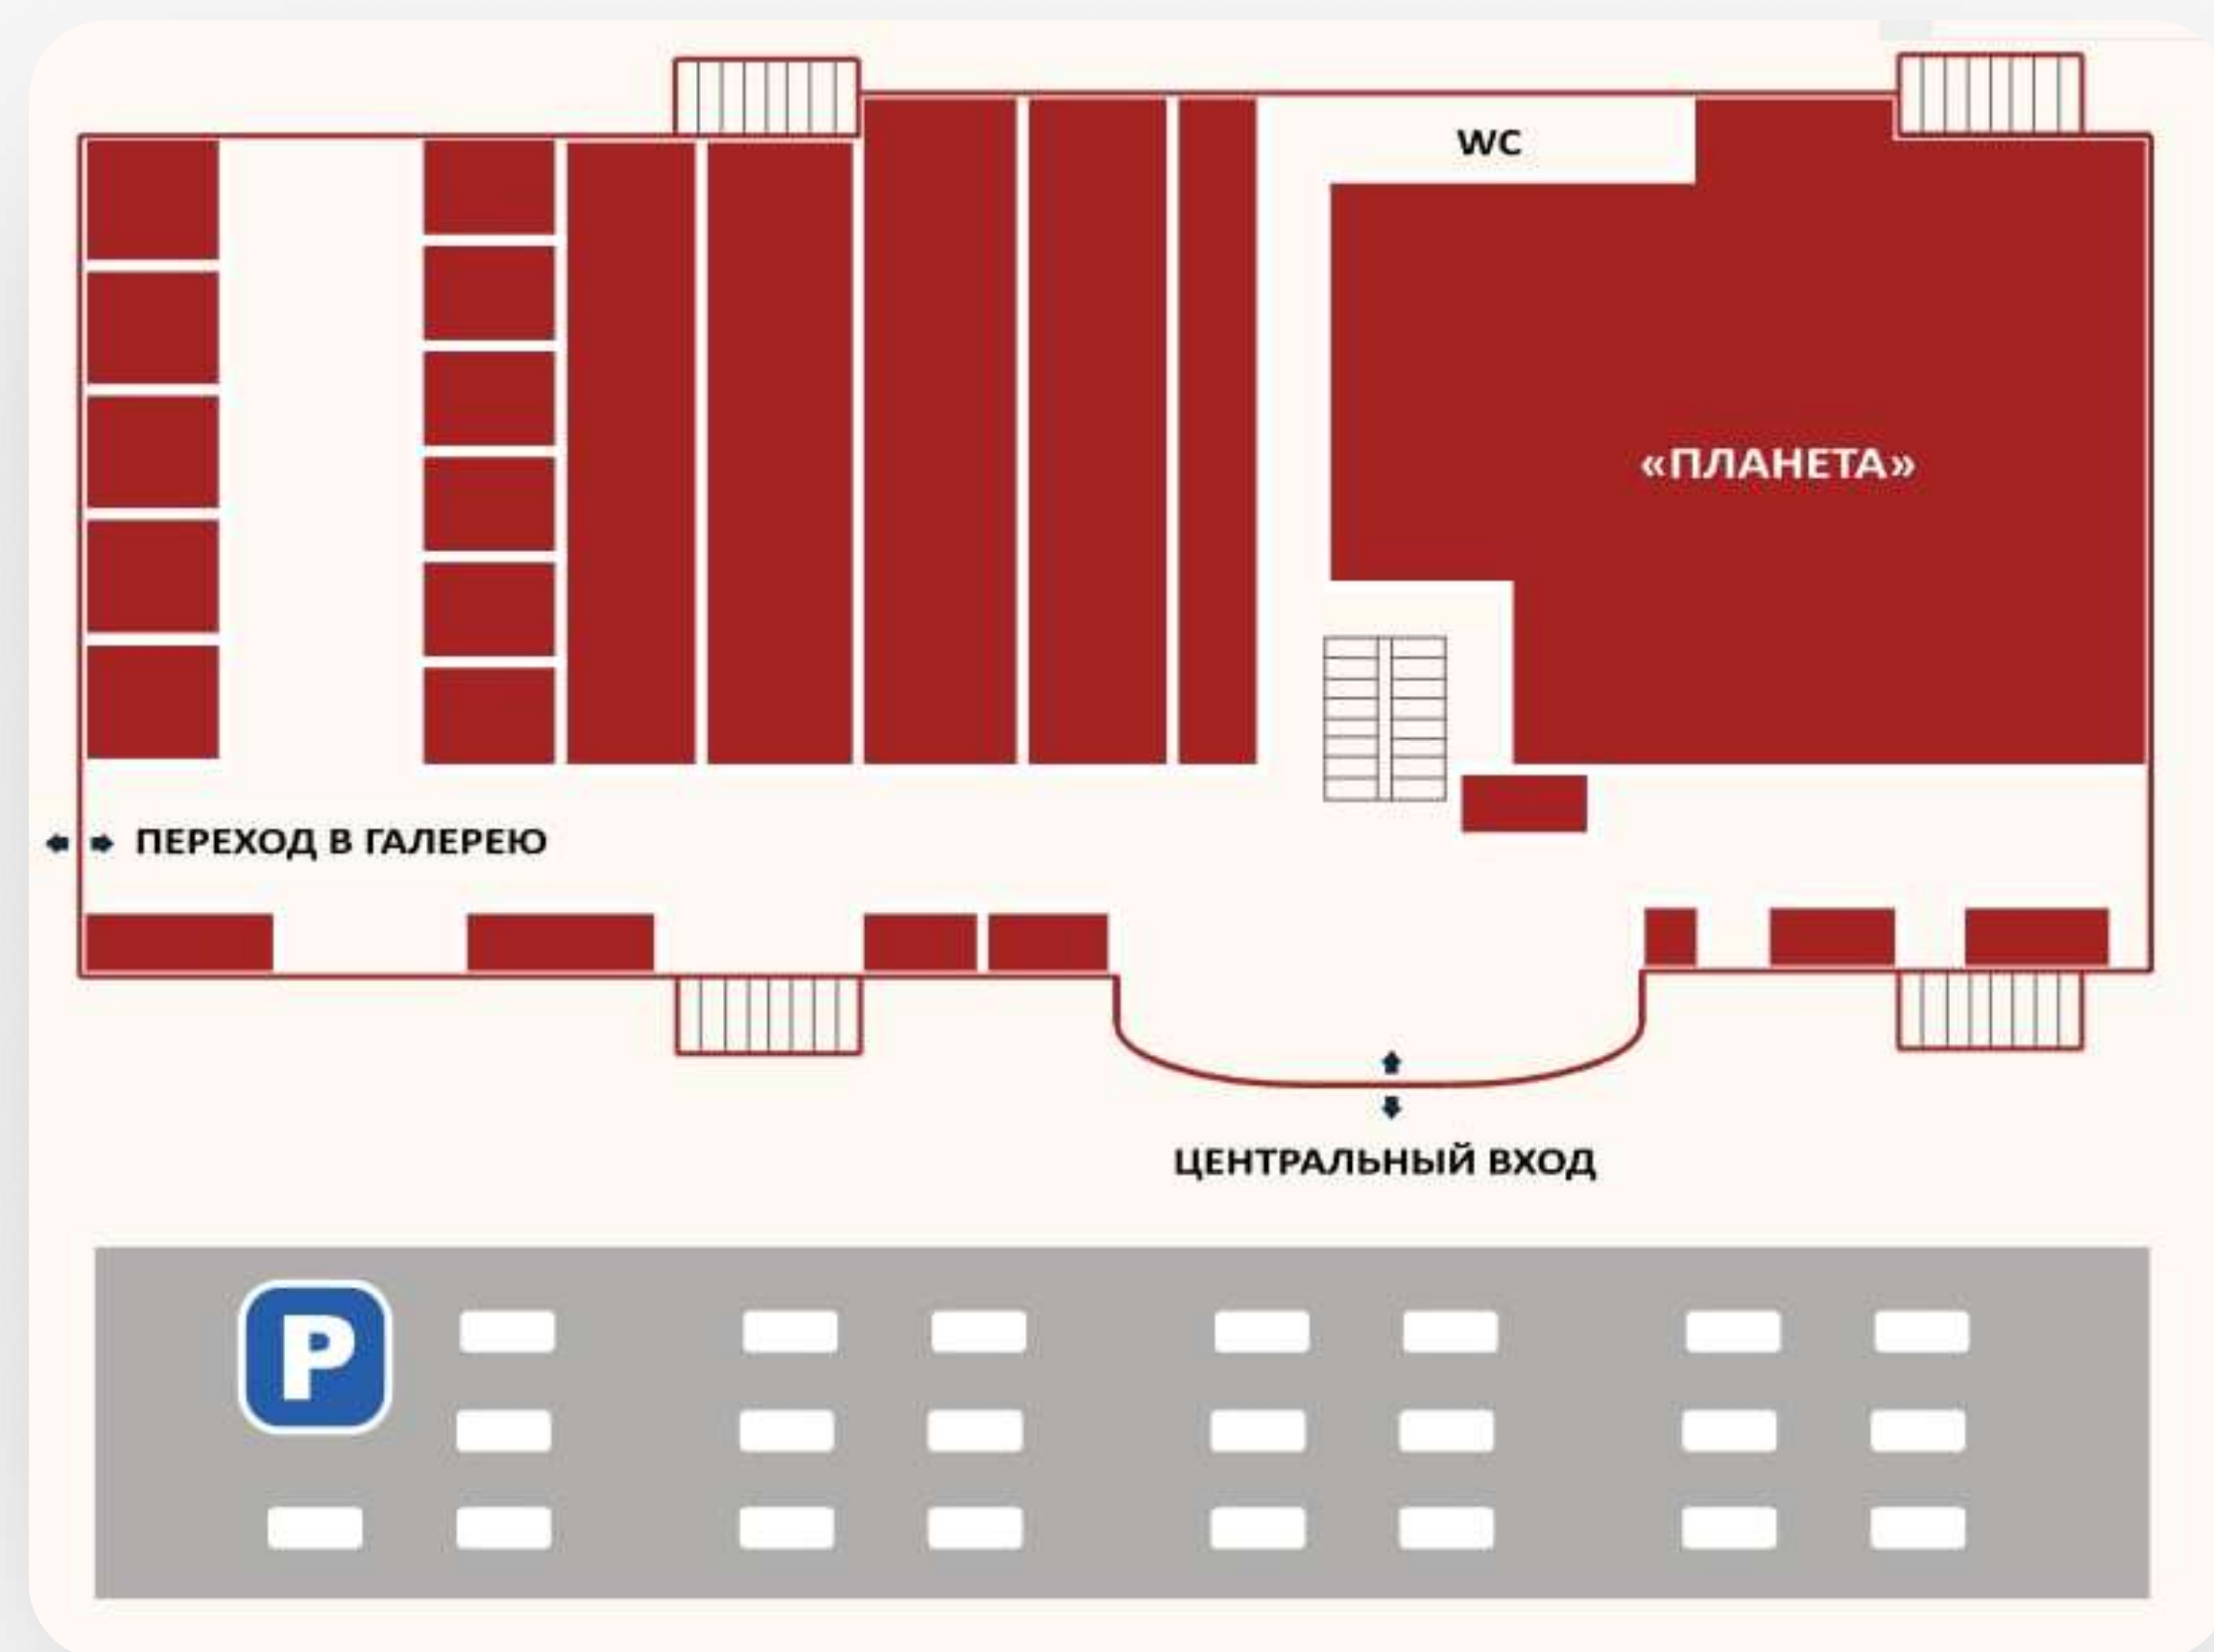 WC
«ПЛАНЕТА»
ПЕРЕХОД В ГАЛЕРЕЮ
ЦЕНТРАЛЬНЫЙ ВХОД
P